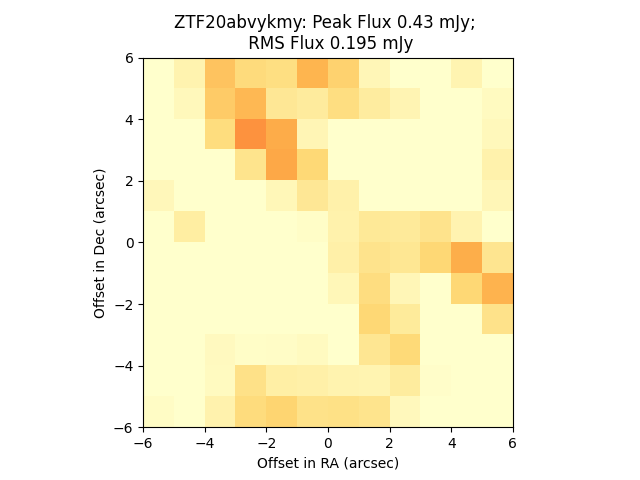 ZTF20abvykmy: Peak Flux 0.43 mJy;
RMS Flux 0.195 mJy
6
4
2
0
−2
−4
−6
Offset in Dec (arcsec)
−6 −4 −2 0 2 4 6
Offset in RA (arcsec)